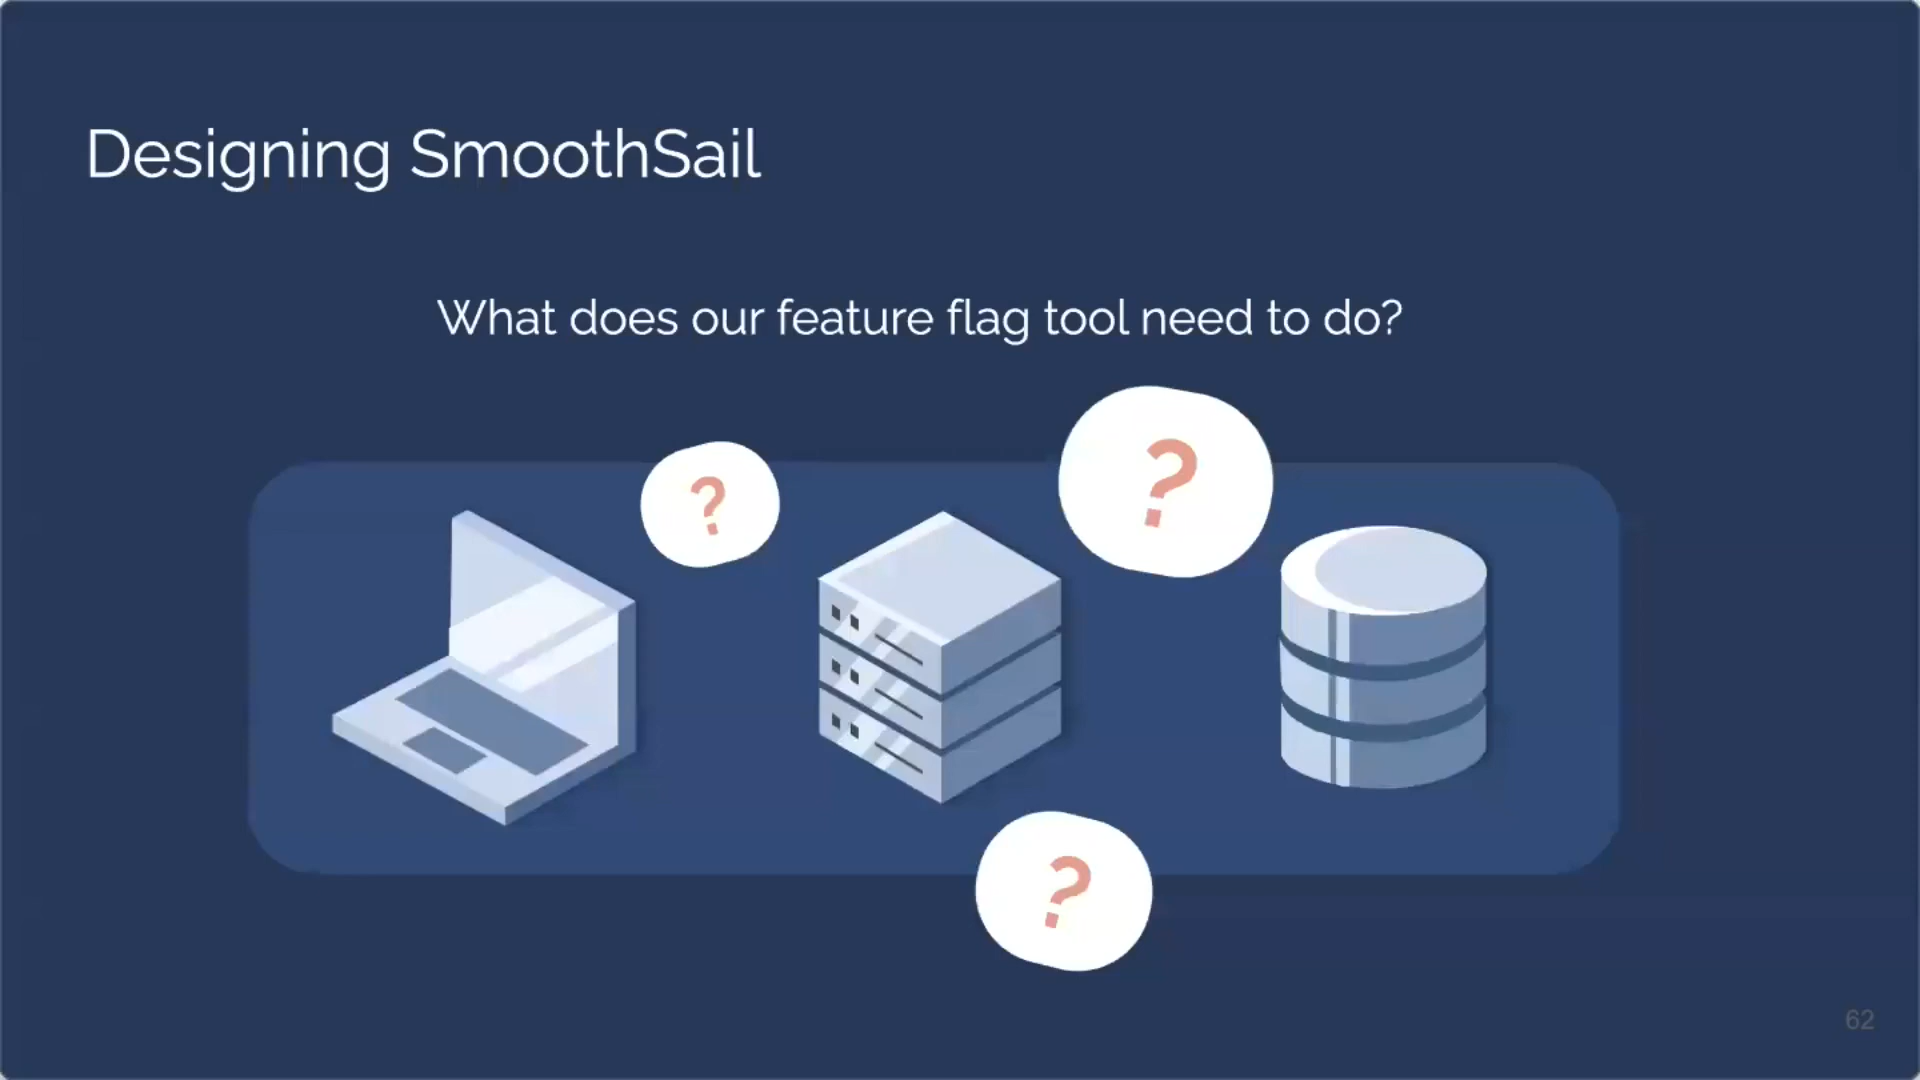 Designing SmoothSail
What does our feature flag tool need to do?
?
?
?
62